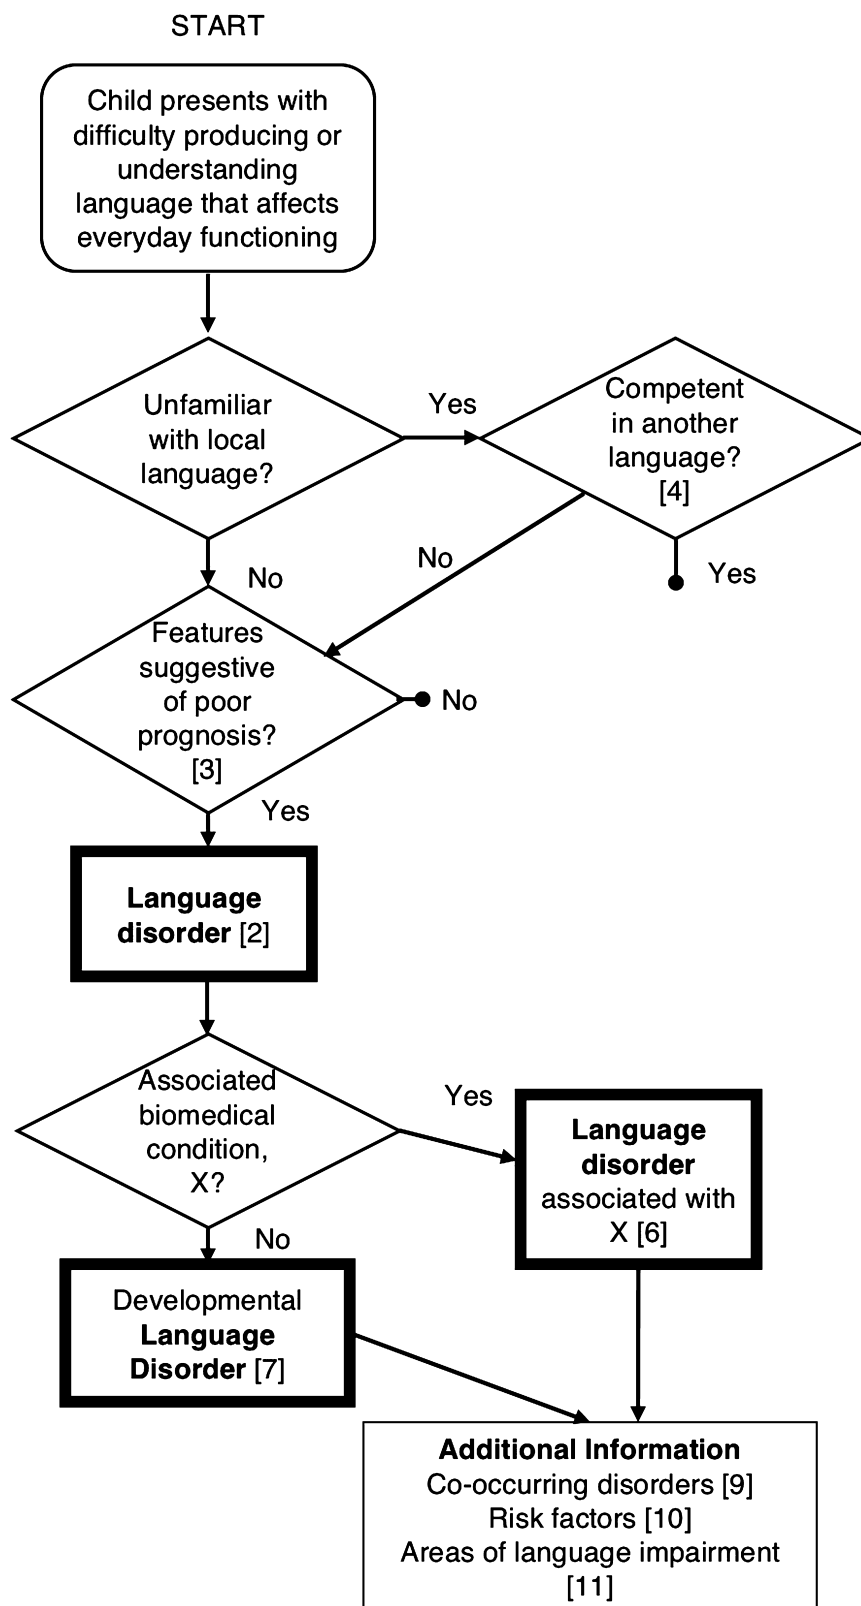 START
Child presents with
difficulty producing or
understanding
language that affects
everyday functioning
Unfamiliar
with local
language?
Yes
Competent
in another
language?
[4]
No
No
Yes
Features
suggestive
of poor
prognosis?
[3]
No
Yes
Language
disorder [2]
Associated
biomedical
condition,
X?
Yes
Language
disorder
associated with
X [6]
No
Developmental
Language
Disorder [7]
Additional Information
Co-occurring disorders [9]
Risk factors [10]
Areas of language impairment
[11]